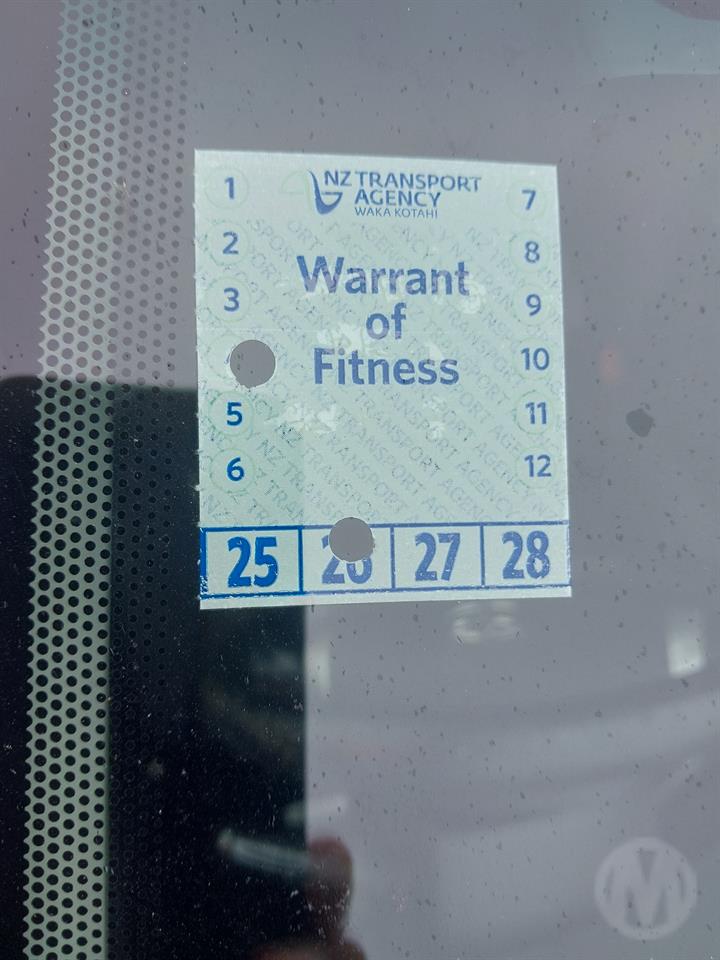 NZ TRANSPORT
AGENCY
WAKA KOTAHI
1
2
3
5
6
7
8
9
10
11
12
Warrant
of
Fitness
25 26 27 28